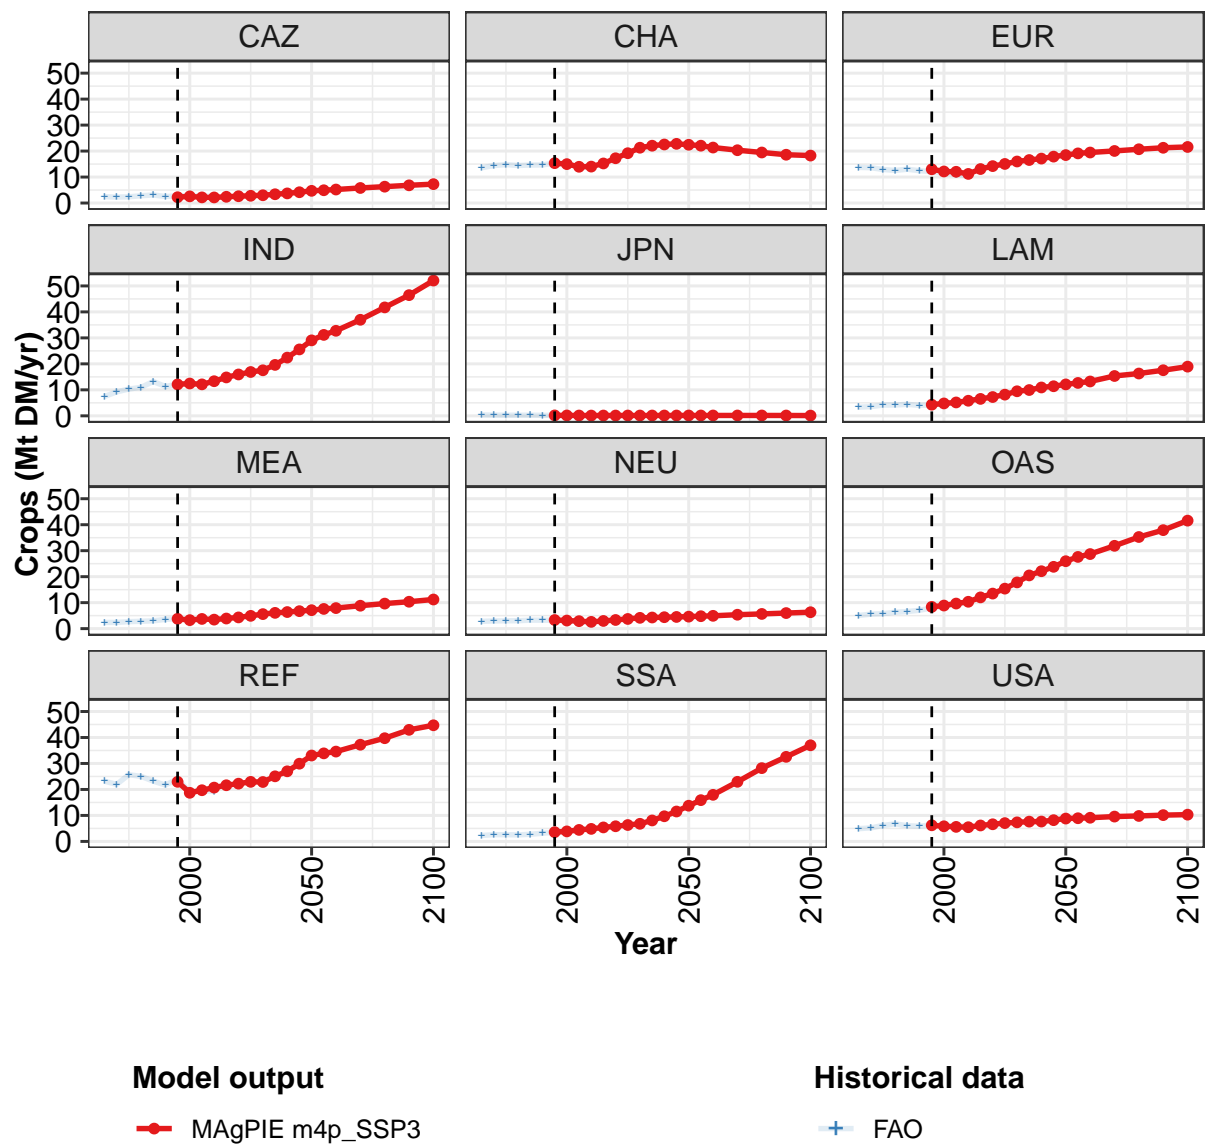 CAZ CHA EUR
50
40
30
20
10
0
IND JPN LAM
50
40
30
20
10
0
MEA NEU OAS
50
40
30
20
10
0
REF SSA USA
50
40
30
20
10
0
Crops (Mt DM/yr)
2000 2050 2100 2000 2050 2100 2000 2050 2100
Year
Model output Historical data
MAgPIE m4p_SSP3 FAO